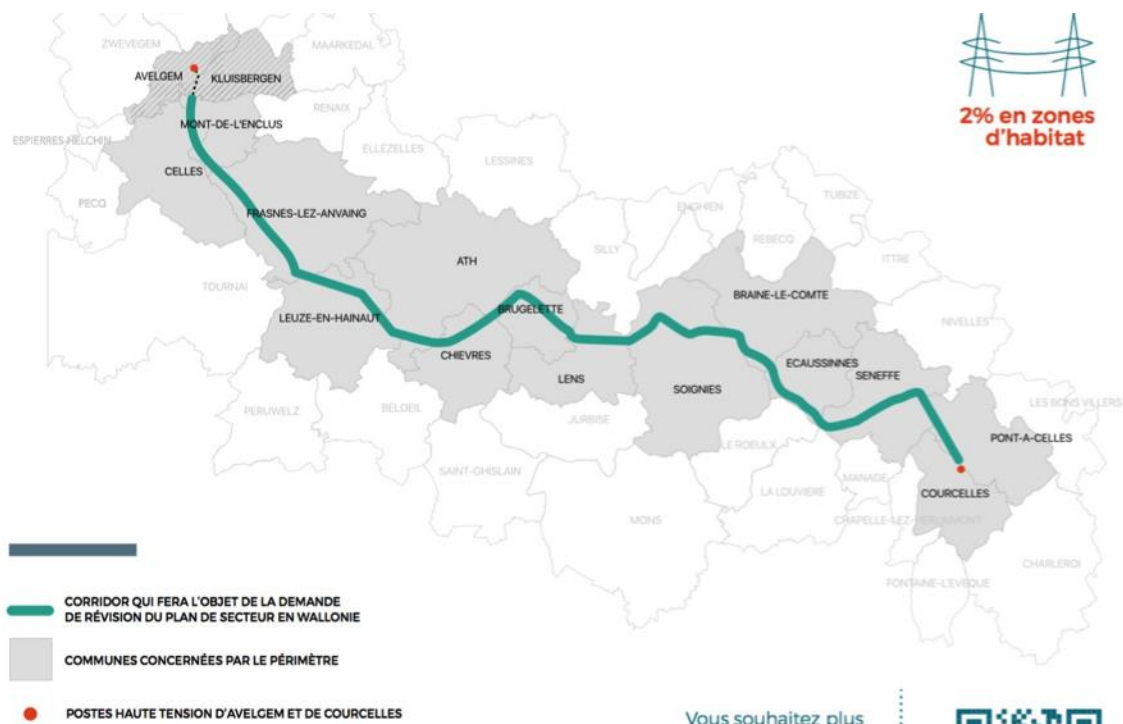 ZWEVEGEM
MAARKEDAL
AVELGEM
KLUISBERGEN
RENAIX
MONT-DE-L'ENCLUS
ESPIERRES-HELCHIN
ELLEZELLES
LESSINES
CELLES
PECQ
FRASNES-LEZ-ANVAING
ENGHIEN
TUBIZE
REBECQ
SILLY
ITTRE
ATH
TOURNAI
BRAINE-LE-COMTE
BRUGELETTE
LEUZE-EN-HAINAUT
NIVELLES
CHIEVRES
ECAUSSINNES
SENEFFE
LENS
SOIGNIES
BELOEIL
PERUWELZ
JURBISE
LES BONS VILLERS
LE ROEULX
PONT-A-CELLES
SAINT-GHISLAIN
MANAGE
LA LOUVIERE
COURCELLES
MONS
CHAPELLE-LEZ-HERLAIMONT
CHARLEROI
FONTAINE-L'EVEQUE
2% en zones
d'habitat
CORRIDOR QUI FERA L'OBJET DE LA DEMANDE
DE RÉVISION DU PLAN DE SECTEUR EN WALLONIE
COMMUNES CONCERNÉES PAR LE PÉRIMÈTRE
POSTES HAUTE TENSION D'AVELGEM ET DE COURCELLES
Vous souhaitez plus